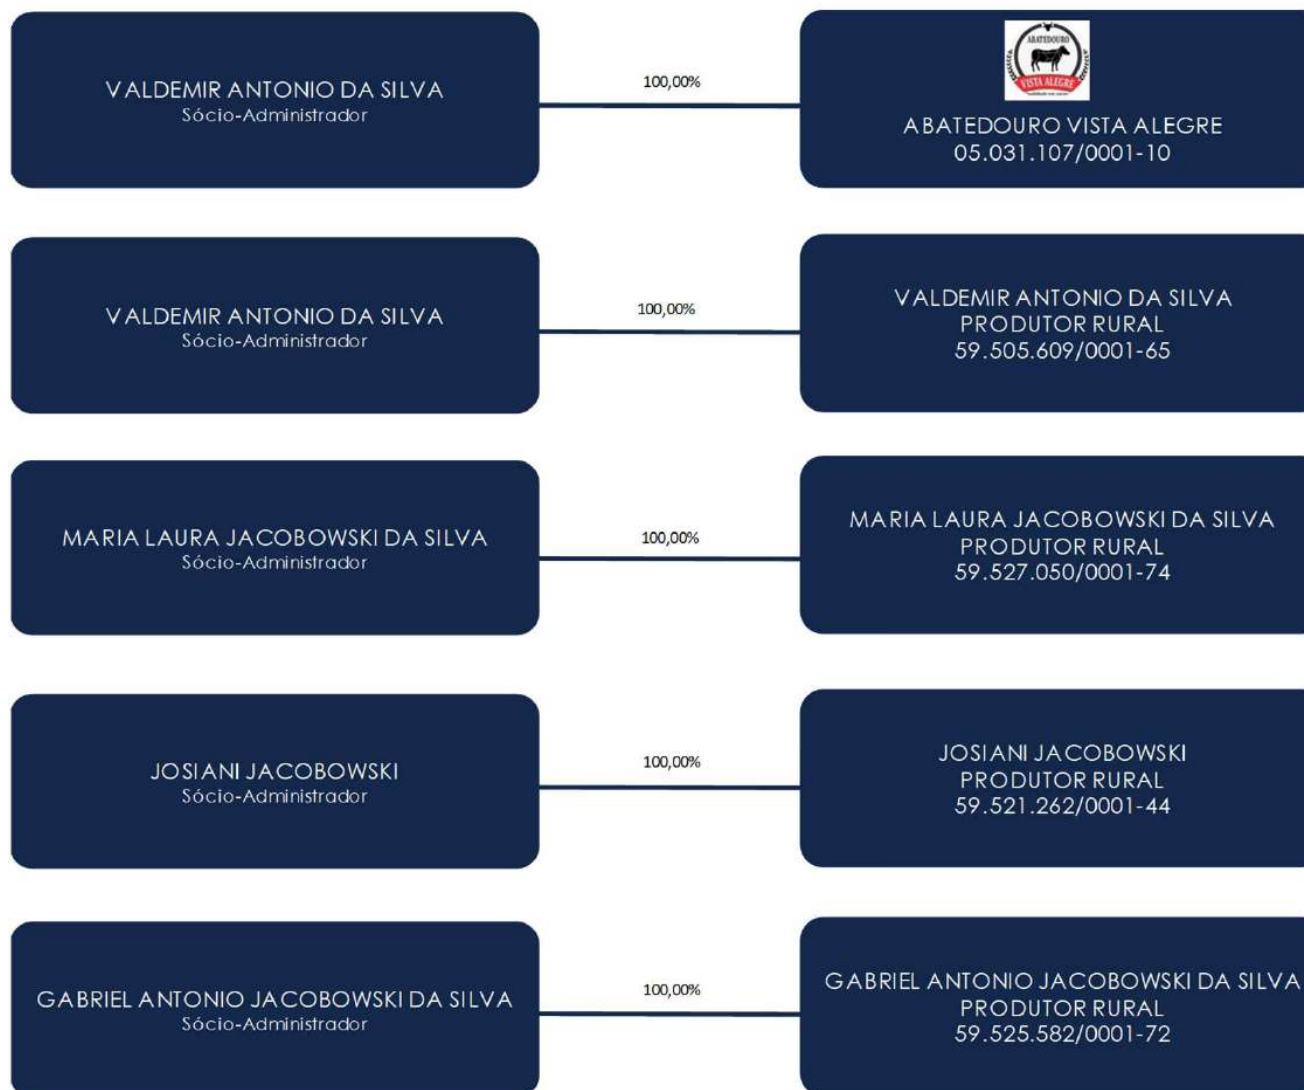 VALDEMIR ANTONIO DA SILVA
Sócio-Administrador
100,00%
ABATEDOURO
VISTA ALEGRE
ABATEDOURO VISTA ALEGRE
05.031.107/0001-10
VALDEMIR ANTONIO DA SILVA
Sócio-Administrador
100,00%
VALDEMIR ANTONIO DA SILVA
PRODUTOR RURAL
59.505.609/0001-65
MARIA LAURA JACOBOWSKI DA SILVA
Sócio-Administrador
100,00%
MARIA LAURA JACOBOWSKI DA SILVA
PRODUTOR RURAL
59.527.050/0001-74
JOSIANI JACOBOWSKI
Sócio-Administrador
100,00%
JOSIANI JACOBOWSKI
PRODUTOR RURAL
59.521.262/0001-44
GABRIEL ANTONIO JACOBOWSKI DA SILVA
Sócio-Administrador
100,00%
GABRIEL ANTONIO JACOBOWSKI DA SILVA
PRODUTOR RURAL
59.525.582/0001-72